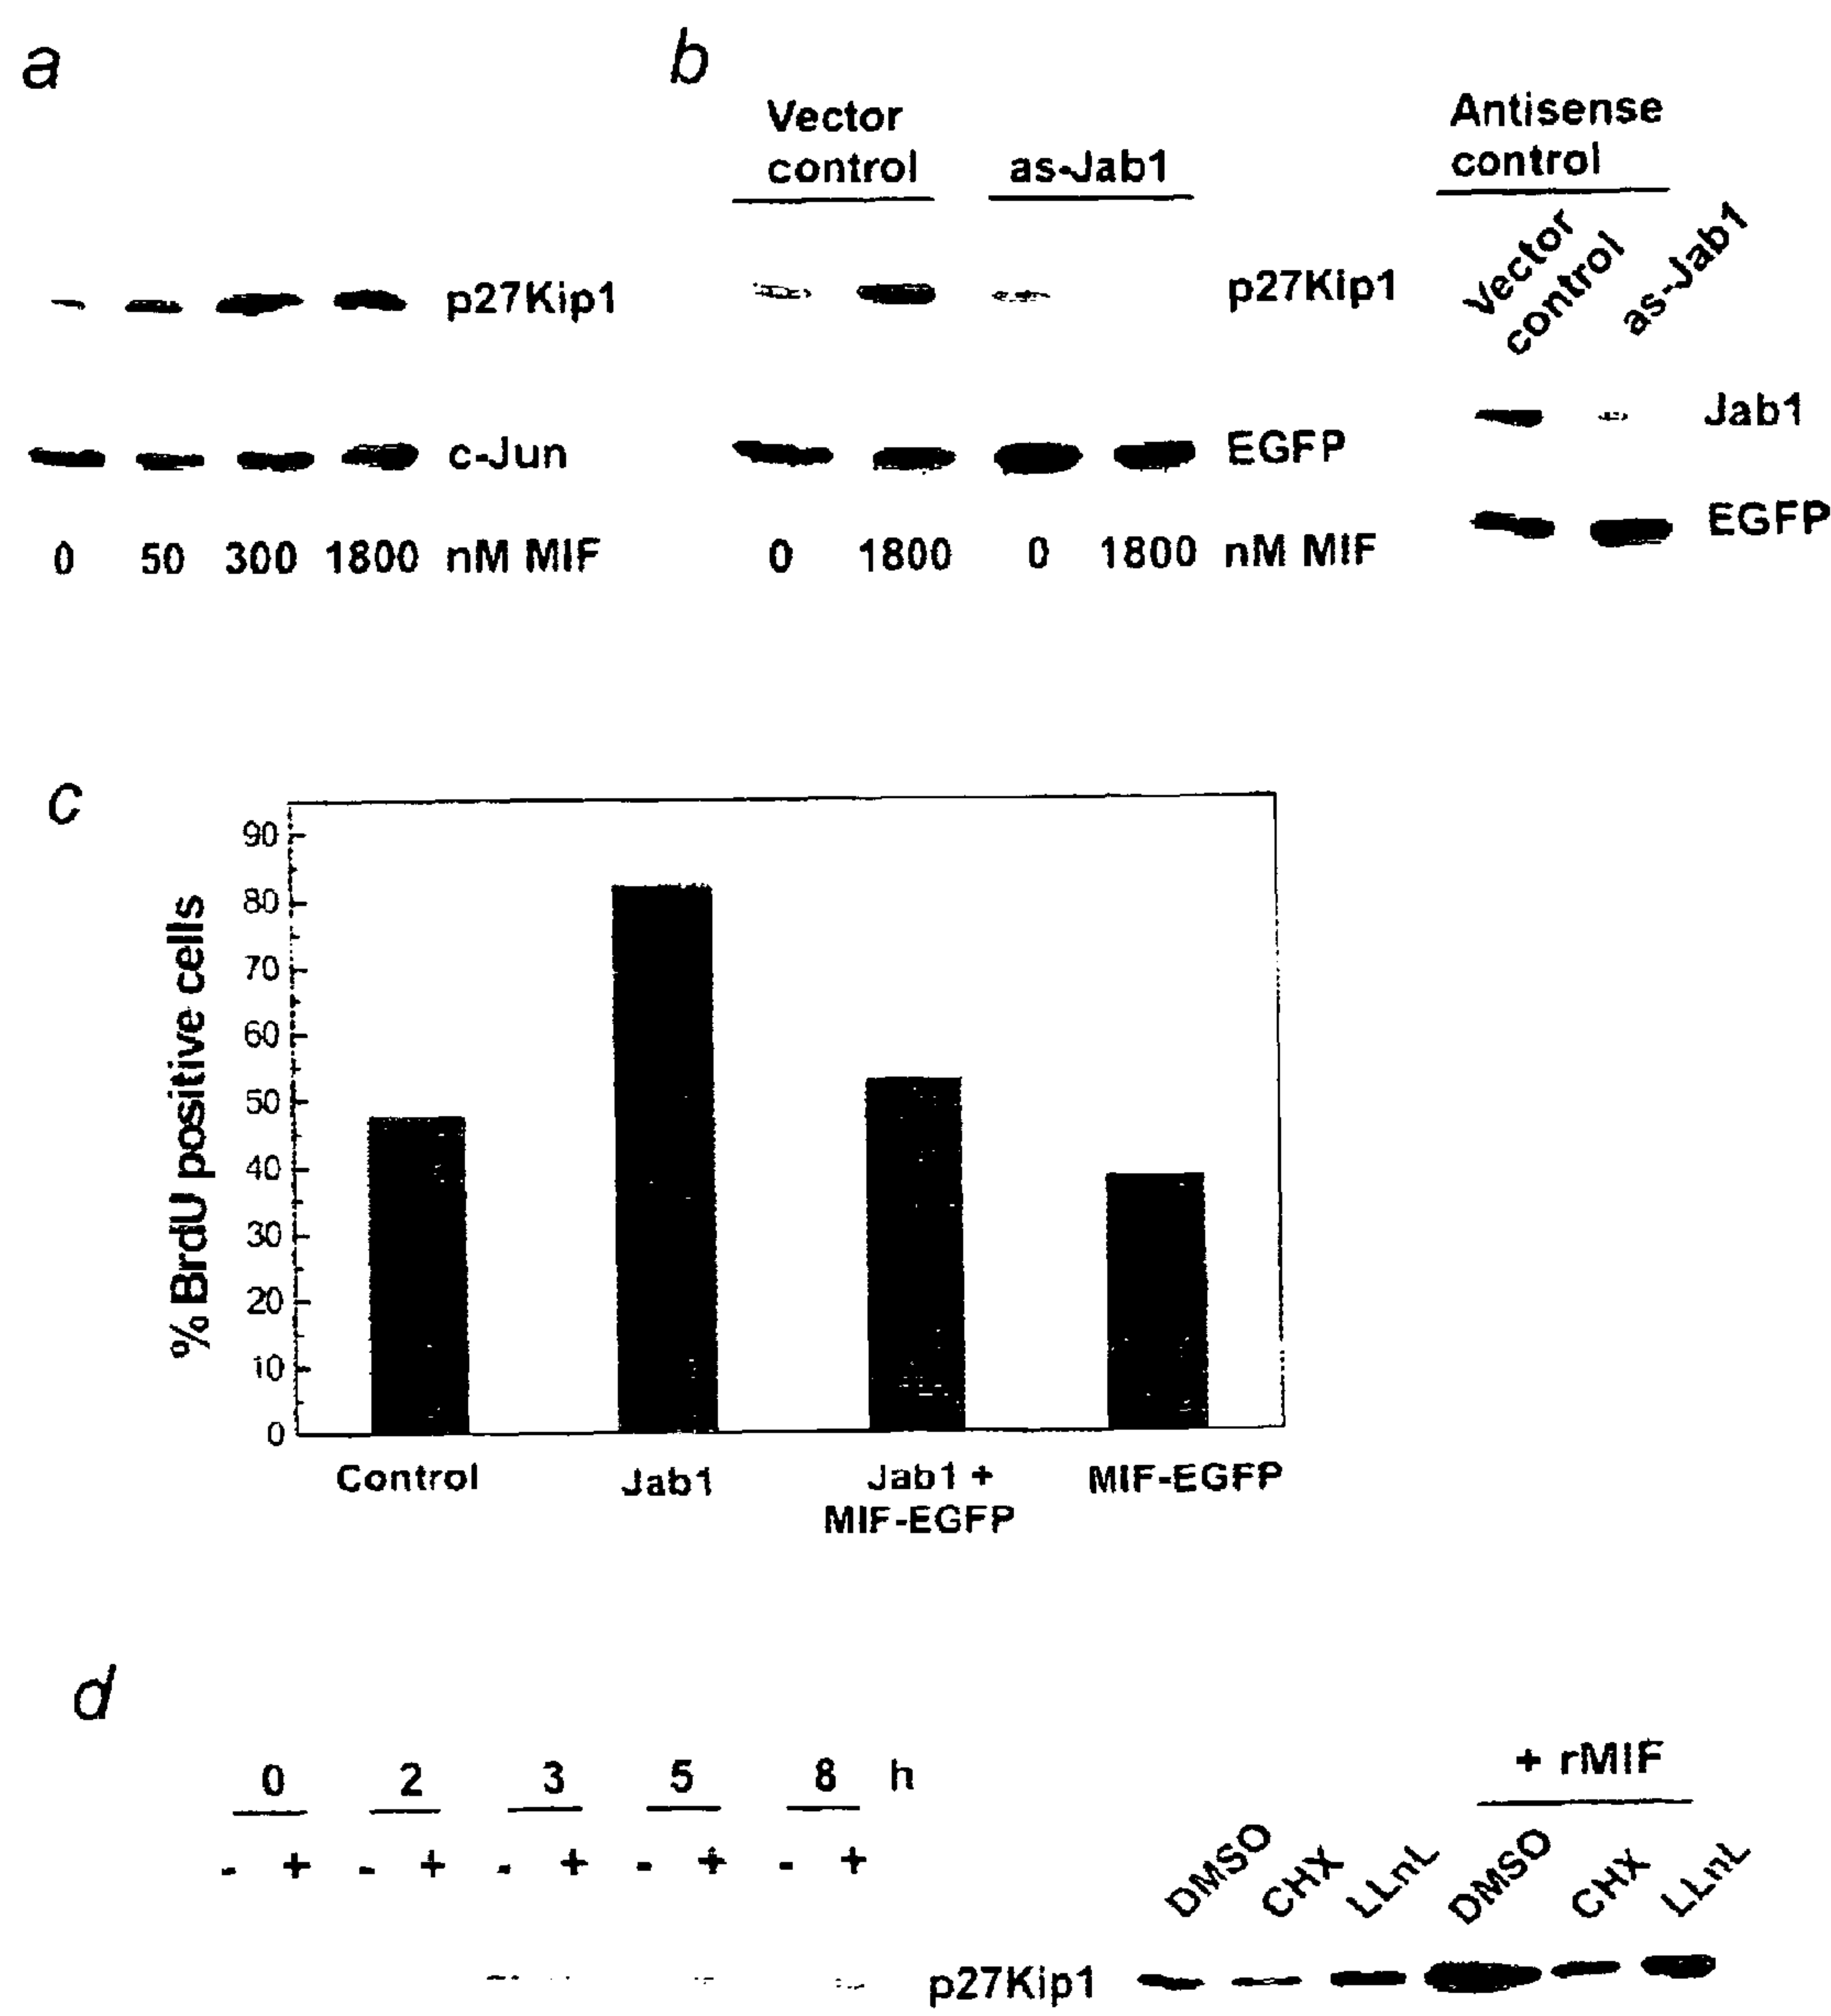 a
p27Kip1
c-Jun
0 50 300 1800 nM MIF
b
Vector
control
as-Jab1
p27Kip1
EGFP
0 1800 0 1800 nM MIF
Antisense
control
Vector
control
as-Jab1
Jab1
EGFP
c
% BrdU positive cells
90
80
70
60
50
40
30
20
10
0
Control
Jab1
Jab1 +
MIF-EGFP
MIF-EGFP
d
0 2 3 5 8 h
- + - + - + - + - +
p27Kip1
+ rMIF
DMSO
CHX
LLnL
DMSO
CHX
LLnL